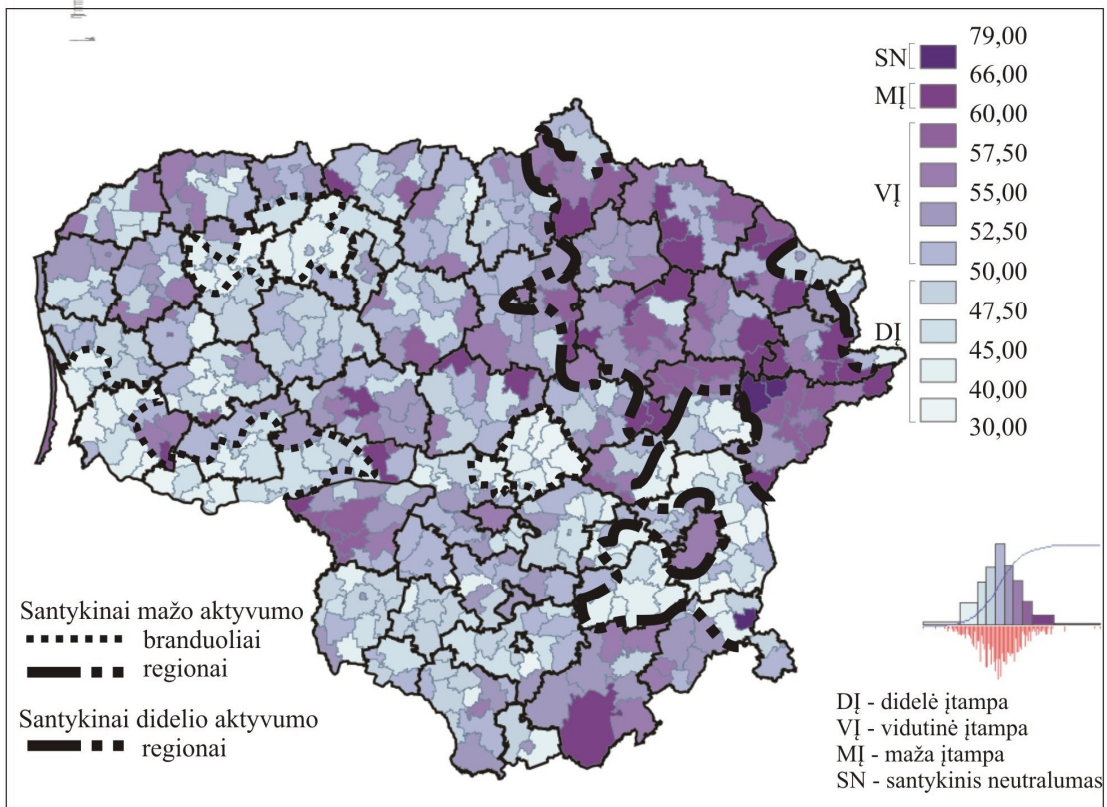 79,00
SN
66,00
MĮ
60,00
57,50
VĮ
55,00
52,50
50,00
47,50
DĮ
45,00
40,00
30,00
Santykinai mažo aktyvumo
branduoliai
regionai
Santykinai didelio aktyvumo
regionai
DĮ - didelė įtampa
VĮ - vidutinė įtampa
MĮ - maža įtampa
SN - santykinis neutralumas